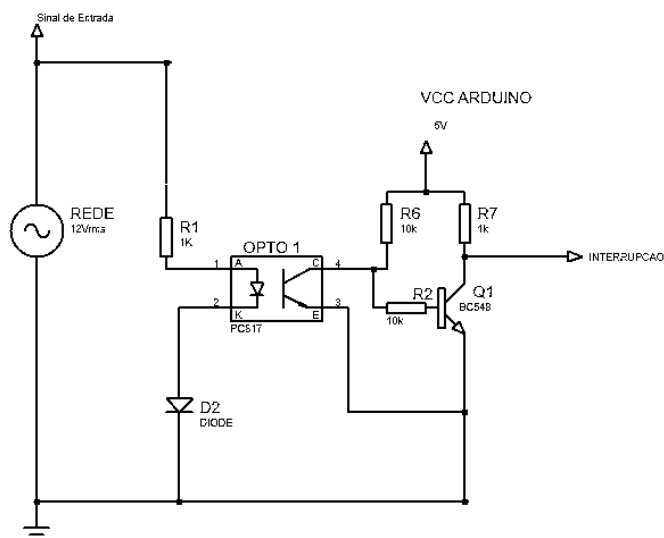 Sinal de Entrada
VCC ARDUINO
5V
REDE
12Vrms
R1
1K
OPTO 1
R6
10k
R7
1k
1
A
C
4
INTERRUPCAO
2
K
E
3
PC817
R2
10k
Q1
BC548
D2
DIODE